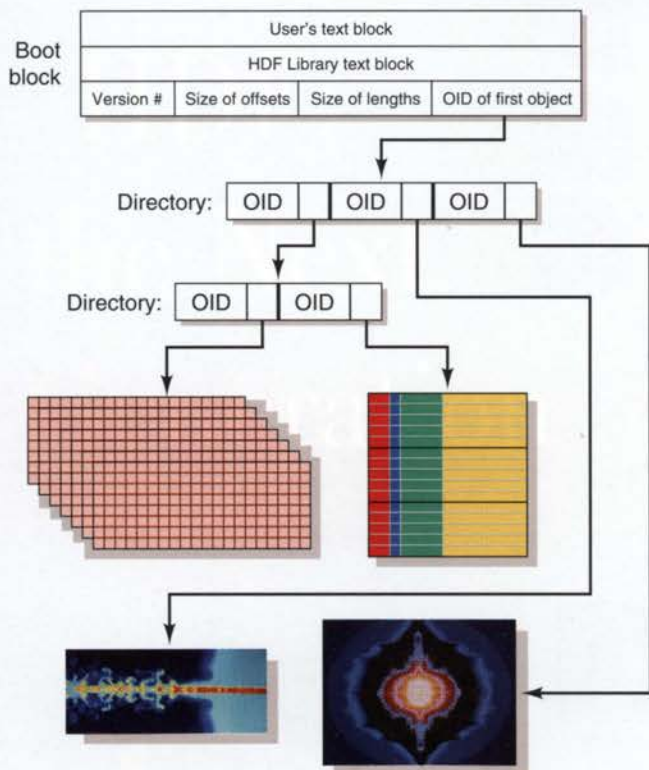 User's text block
Boot block
HDF Library text block
Version # Size of offsets Size of lengths OID of first object
Directory: OID OID OID
Directory: OID OID